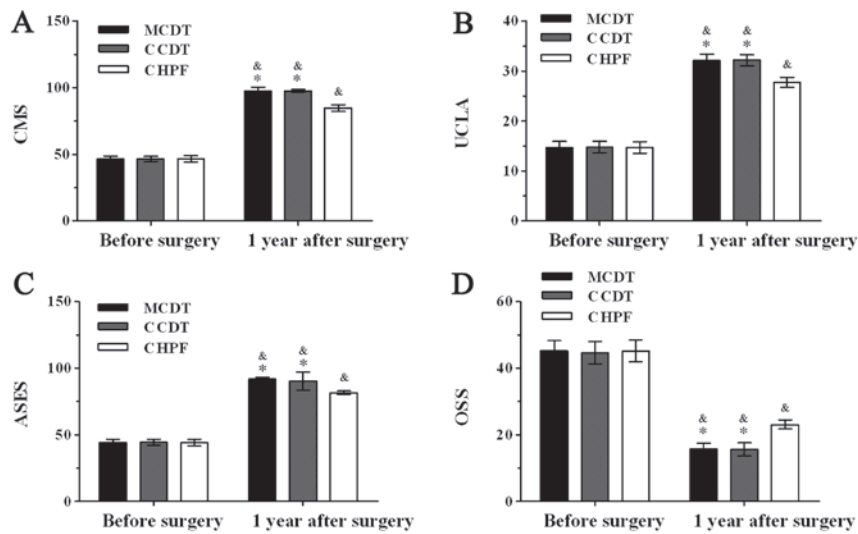 A
MCDT
CCDT
CHPF
CMS
150
100
50
0
& & &
* *
Before surgery 1 year after surgery
B
MCDT
CCDT
CHPF
UCLA
40
30
20
10
0
& & &
* *
Before surgery 1 year after surgery
C
MCDT
CCDT
CHPF
ASES
150
100
50
0
& & &
* *
Before surgery 1 year after surgery
D
MCDT
CCDT
CHPF
OSS
60
40
20
0
& & &
* *
Before surgery 1 year after surgery